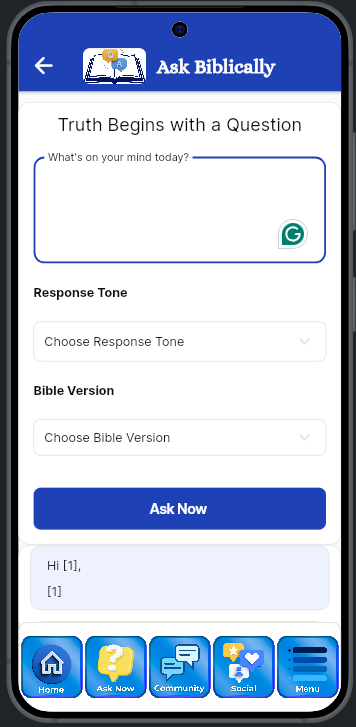 Ask Biblically
Truth Begins with a Question
What's on your mind today?
Response Tone
Choose Response Tone
Bible Version
Choose Bible Version
Ask Now
Hi [1],
[1]
Home
Ask Now
Community
Social
Menu